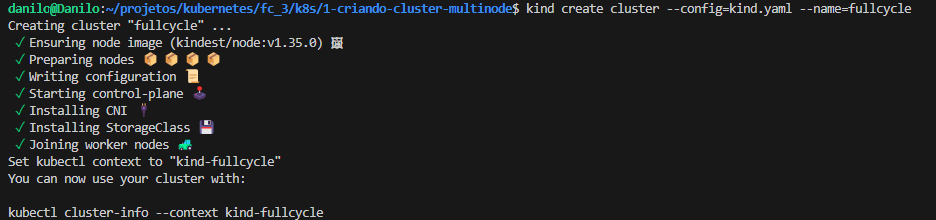 danilo@Danilo:~/projetos/kubernetes/fc_3/k8s/1-criando-cluster-multinode$ kind create cluster --config=kind.yaml --name=fullcycle
Creating cluster "fullcycle" ...
✓ Ensuring node image (kindest/node:v1.35.0) 🖼
✓ Preparing nodes 📦 📦 📦 📦
✓ Writing configuration 📜
✓ Starting control-plane 🕹️
✓ Installing CNI 🔌
✓ Installing StorageClass 💾
✓ Joining worker nodes 🚜
Set kubectl context to "kind-fullcycle"
You can now use your cluster with:

kubectl cluster-info --context kind-fullcycle